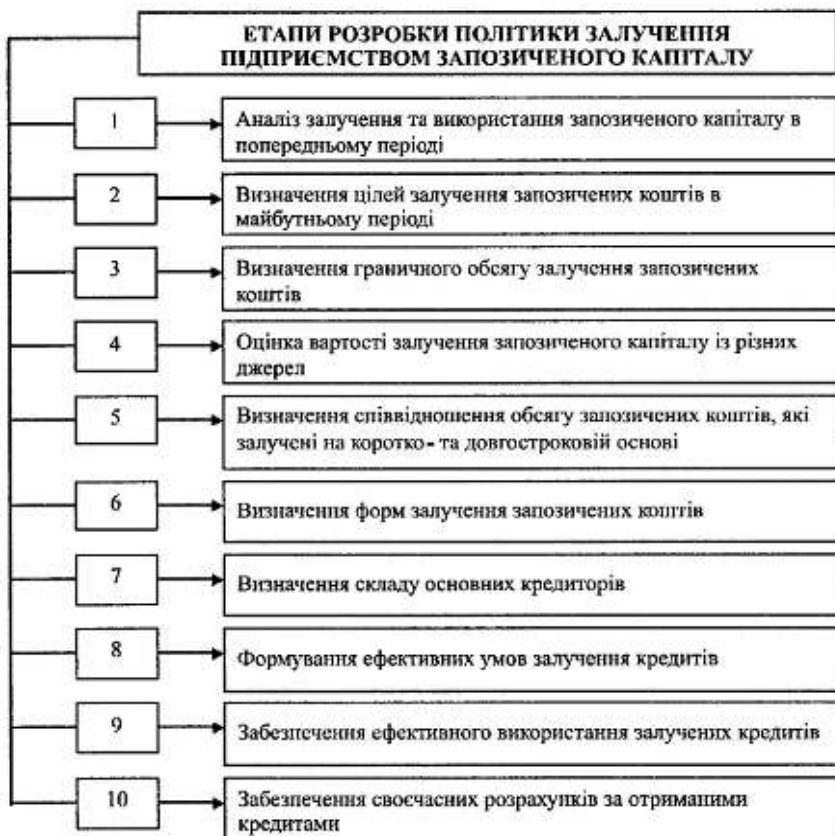 ЕТАПИ РОЗРОБКИ ПОЛІТИКИ ЗАЛУЧЕННЯ
ПІДПРИЄМСТВОМ ЗАПОЗИЧЕНОГО КАПІТАЛУ
1
Аналіз залучення та використання запозиченого капіталу в
попередньому періоді
2
Визначення цілей залучення запозичених коштів в
майбутньому періоді
3
Визначення граничного обсягу залучення запозичених
коштів
4
Оцінка вартості залучення запозиченого капіталу із різних
джерел
5
Визначення співвідношення обсягу запозичених коштів, які
залучені на коротко- та довгостроковій основі
6
Визначення форм залучення запозичених коштів
7
Визначення складу основних кредиторів
8
Формування ефективних умов залучення кредитів
9
Забезпечення ефективного використання залучених кредитів
10
Забезпечення своєчасних розрахунків за отриманими
кредитами